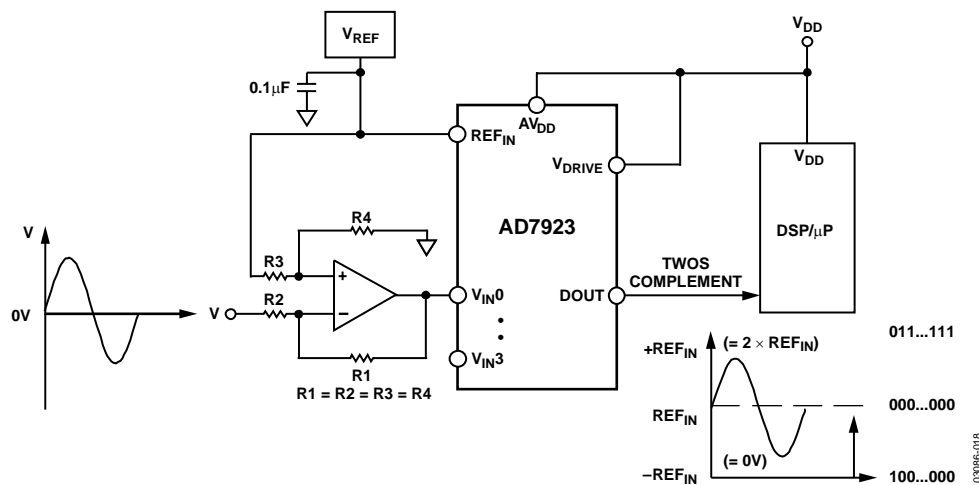 VREF
VDD
0.1µF
AVDD
REFIN
VDRIVE
VDD
R4
AD7923
DSP/µP
V
R3
+
TWOS
COMPLEMENT
R2
VIN0
DOUT
0V
V
−
R1
VIN3
R1 = R2 = R3 = R4
+REFIN
(= 2 × REFIN)
011...111
REFIN
000...000
(= 0V)
−REFIN
100...000
03086-018